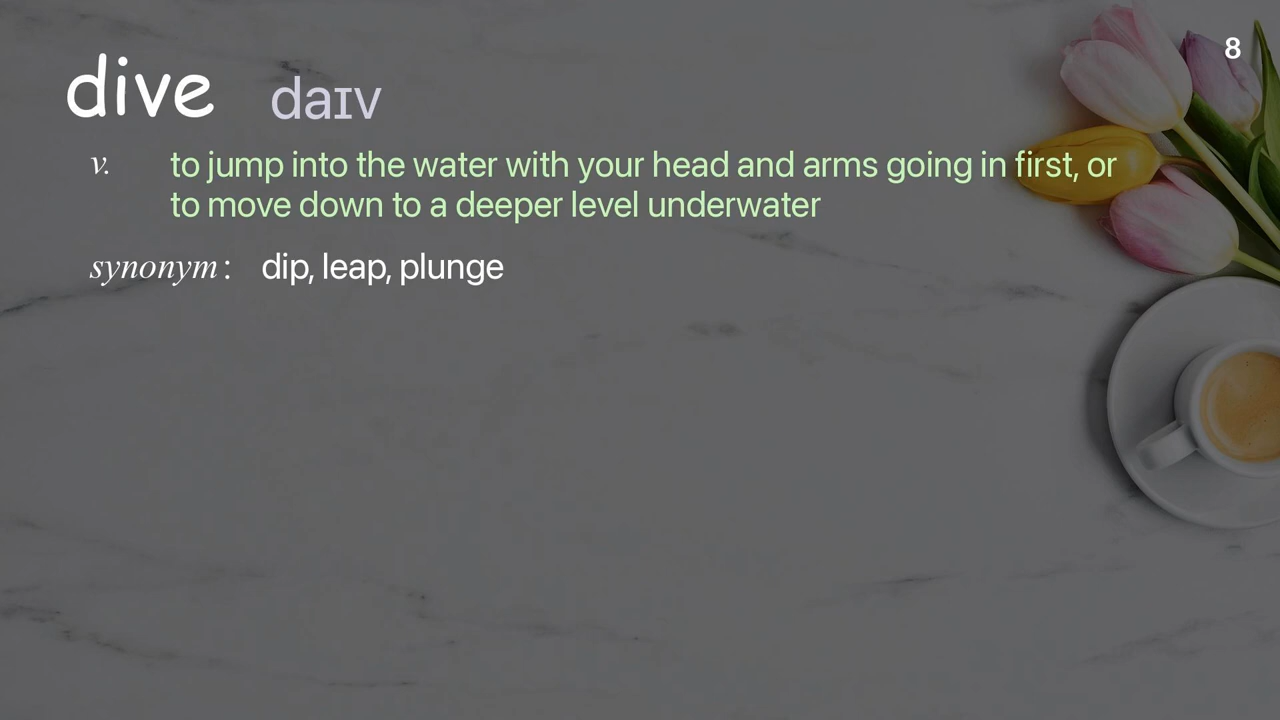 8
dive daɪv
v. to jump into the water with your head and arms going in first, or
to move down to a deeper level underwater
synonym: dip, leap, plunge